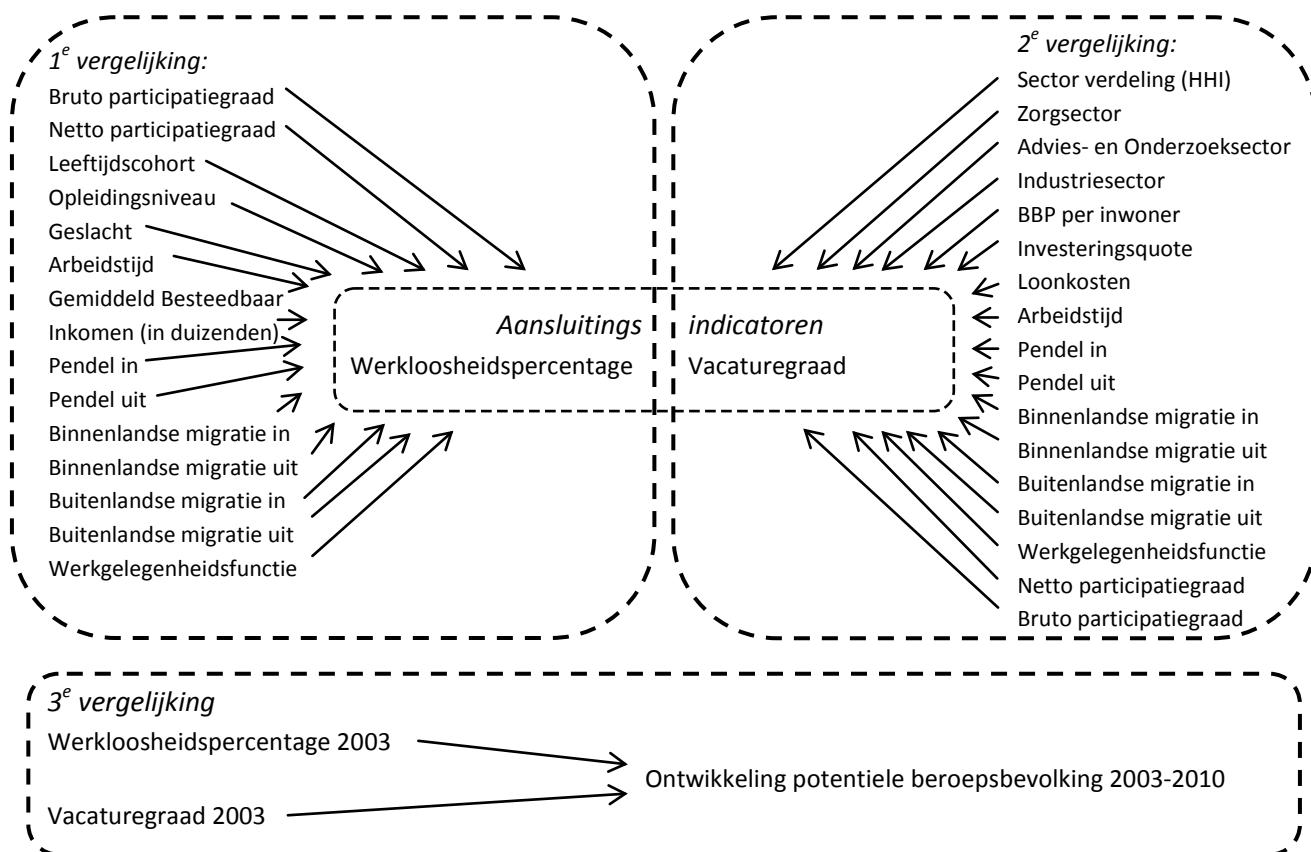 1e vergelijking:
Bruto participatiegraad
Netto participatiegraad
Leeftijdscohort
Opleidingsniveau
Geslacht
Arbeidstijd
Gemiddeld Besteedbaar
Inkomen (in duizenden)
Pendel in
Pendel uit
Binnenlandse migratie in
Binnenlandse migratie uit
Buitenlandse migratie in
Buitenlandse migratie uit
Werkgelegenheidsfunctie
Aansluitings indicatoren
Werkloosheidspercentage Vacaturegraad
2e vergelijking:
Sector verdeling (HHI)
Zorgsector
Advies- en Onderzoeksector
Industriesector
BBP per inwoner
Investeringsquote
Loonkosten
Arbeidstijd
Pendel in
Pendel uit
Binnenlandse migratie in
Binnenlandse migratie uit
Buitenlandse migratie in
Buitenlandse migratie uit
Werkgelegenheidsfunctie
Netto participatiegraad
Bruto participatiegraad
3e vergelijking
Werkloosheidspercentage 2003
Ontwikkeling potentiele beroepsbevolking 2003-2010
Vacaturegraad 2003